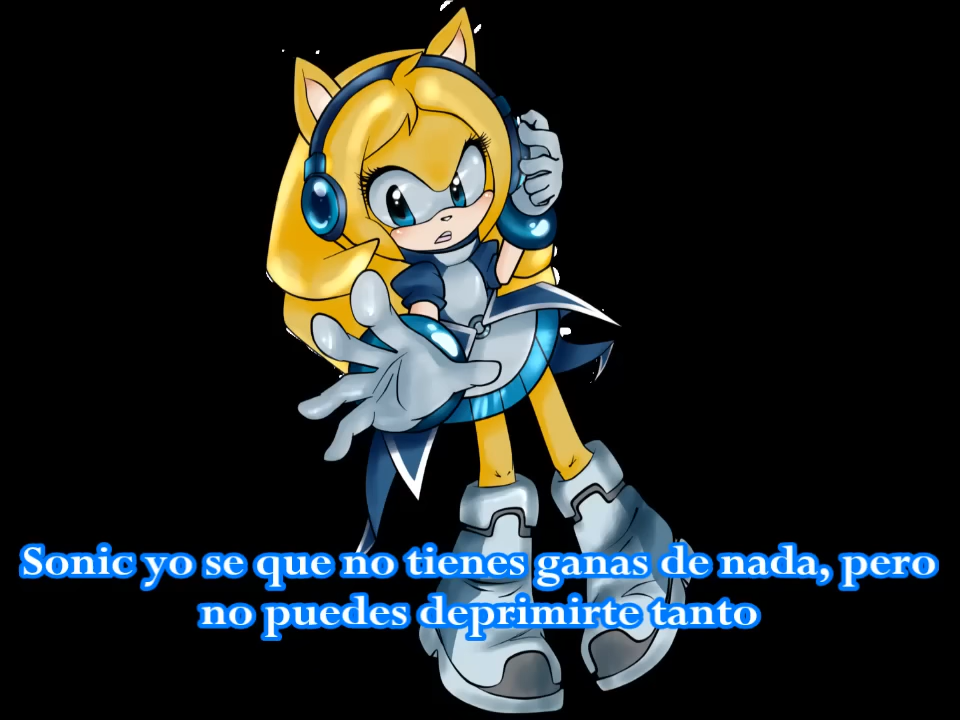 Sonic yo se que no tienes ganas de nada, pero
no puedes deprimirte tanto